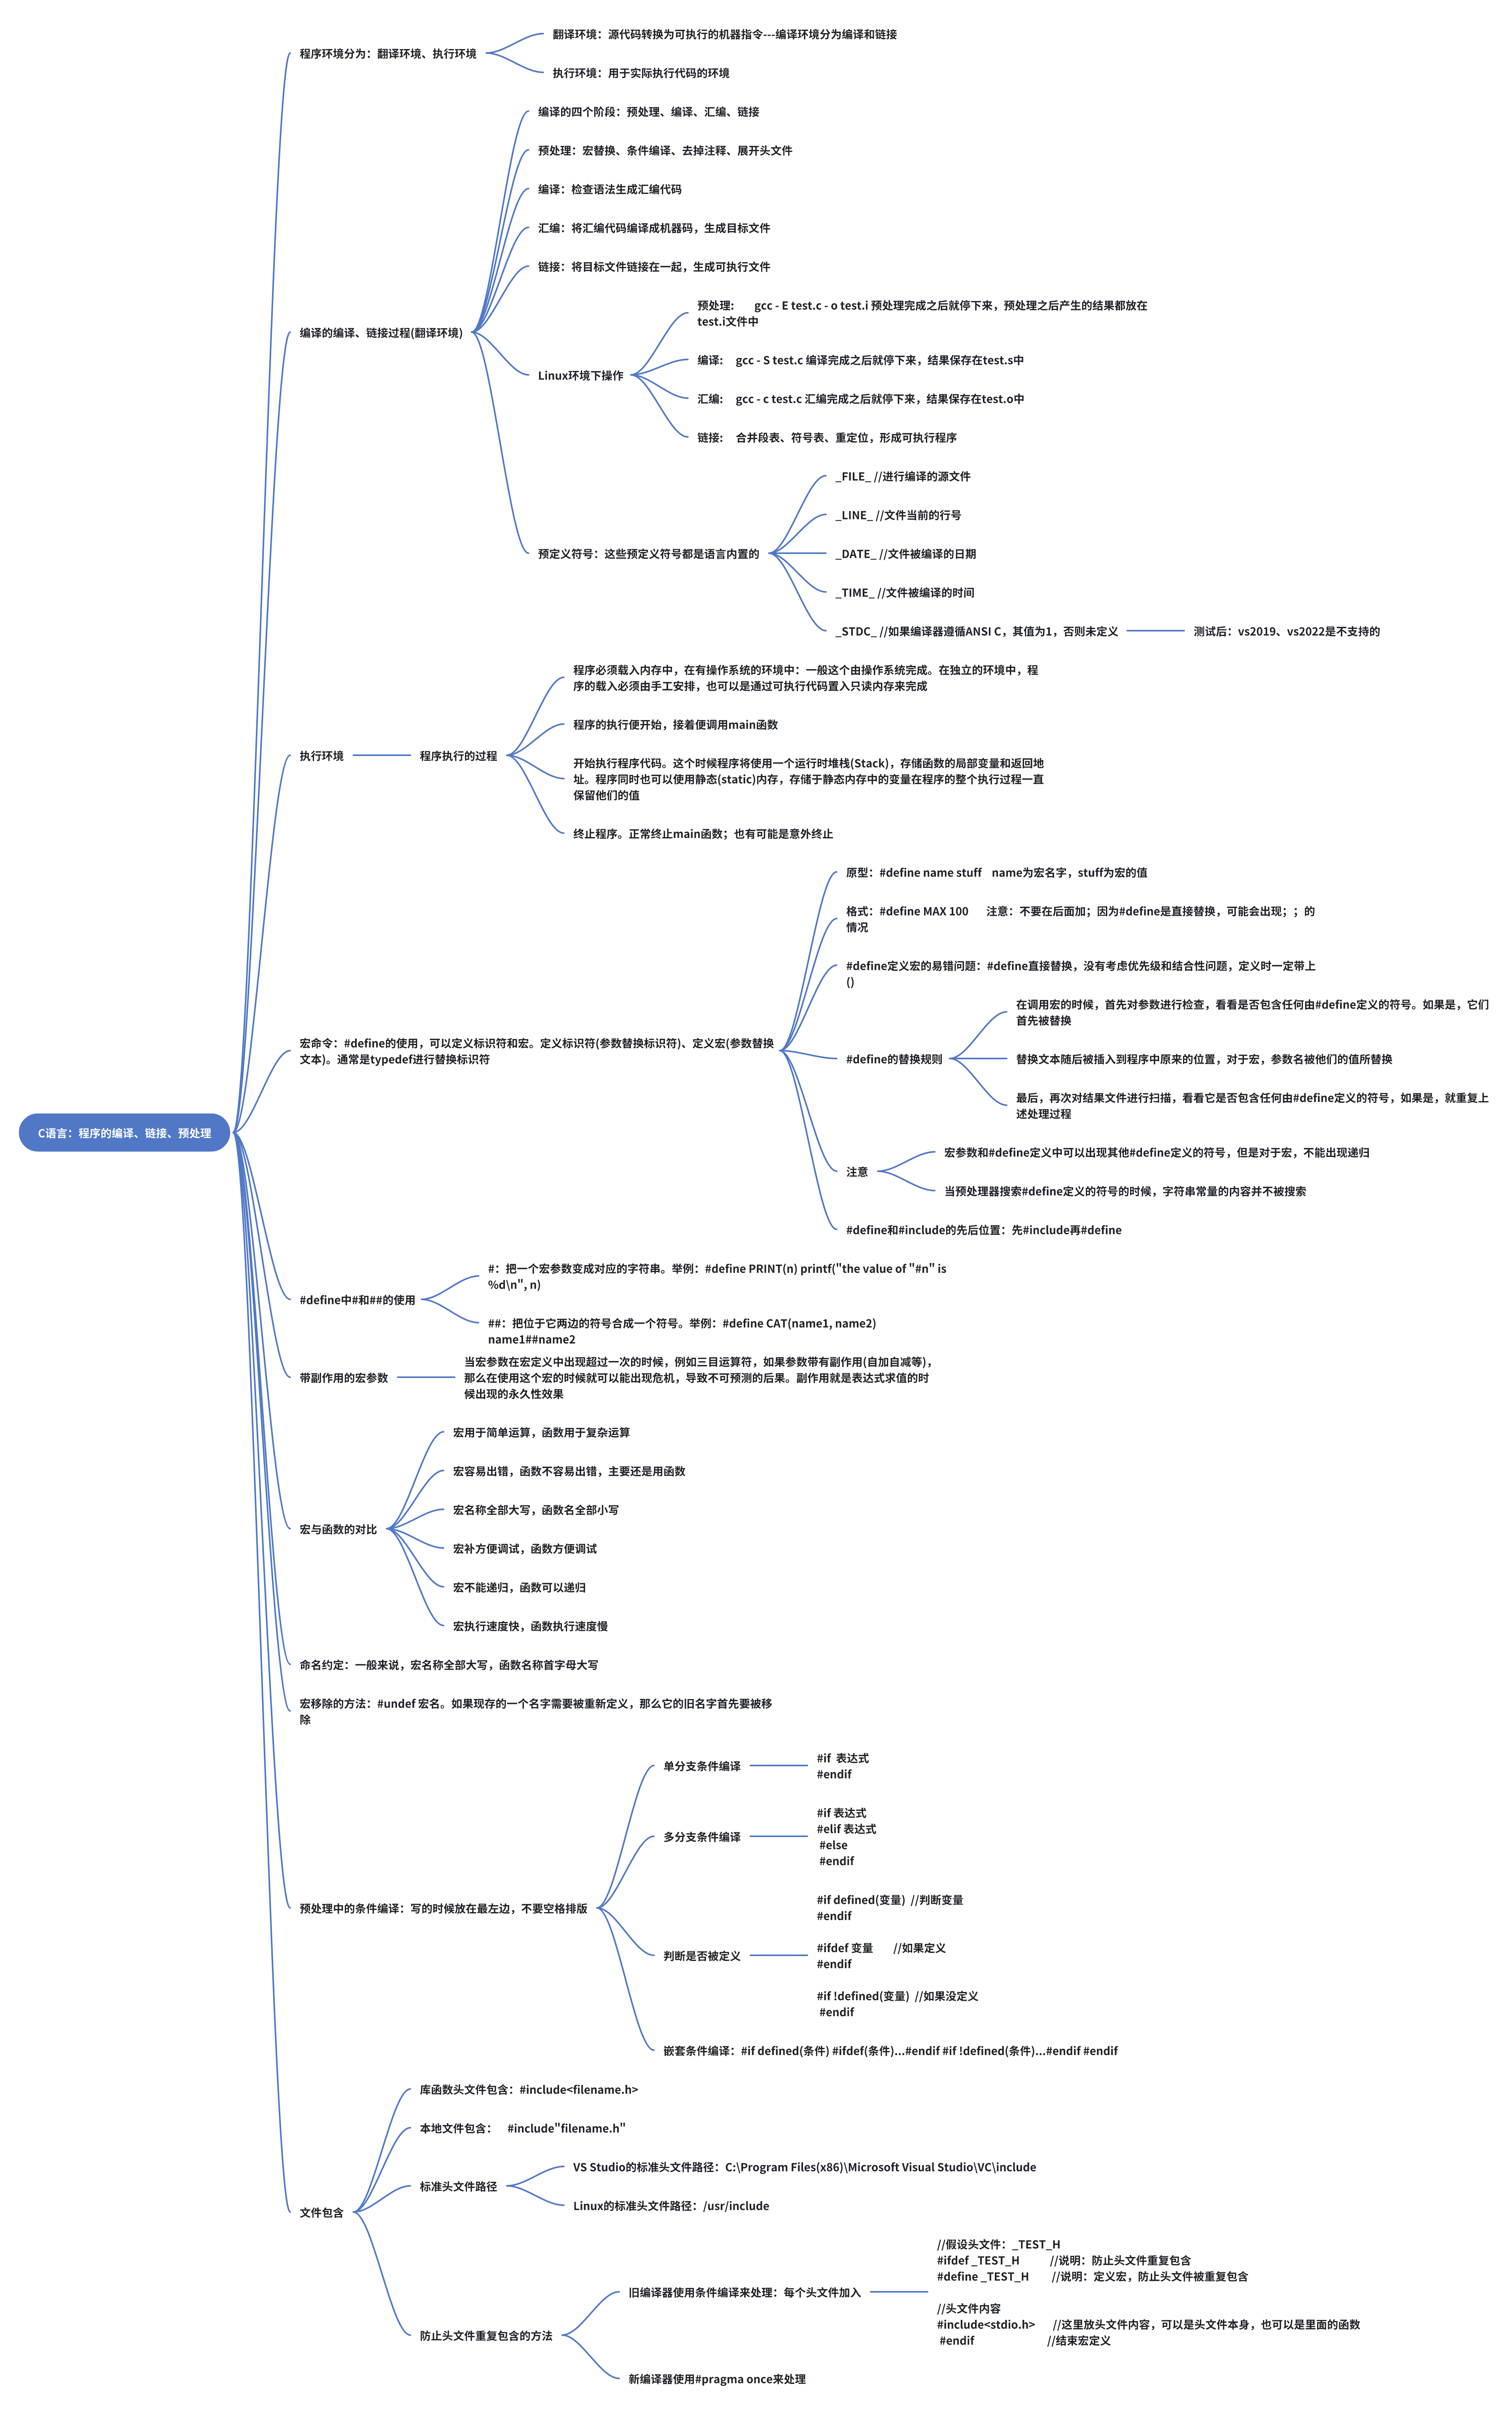 程序环境分为：翻译环境、执行环境
翻译环境：源代码转换为可执行的机器指令---编译环境分为编译和链接
执行环境：用于实际执行代码的环境
编译的编译、链接过程(翻译环境)
编译的四个阶段：预处理、编译、汇编、链接
预处理：宏替换、条件编译、去掉注释、展开头文件
编译：检查语法生成汇编代码
汇编：将汇编代码编译成机器码，生成目标文件
链接：将目标文件链接在一起，生成可执行文件
Linux环境下操作
预处理: gcc - E test.c - o test.i 预处理完成之后就停下来，预处理之后产生的结果都放在
test.i文件中
编译: gcc - S test.c 编译完成之后就停下来，结果保存在test.s中
汇编: gcc - c test.c 汇编完成之后就停下来，结果保存在test.o中
链接: 合并段表、符号表、重定位，形成可执行程序
预定义符号：这些预定义符号都是语言内置的
_FILE_ //进行编译的源文件
_LINE_ //文件当前的行号
_DATE_ //文件被编译的日期
_TIME_ //文件被编译的时间
_STDC_ //如果编译器遵循ANSI C，其值为1，否则未定义
测试后：vs2019、vs2022是不支持的
执行环境
程序执行的过程
程序必须载入内存中，在有操作系统的环境中：一般这个由操作系统完成。在独立的环境中，程
序的载入必须由手工安排，也可以是通过可执行代码置入只读内存来完成
程序的执行便开始，接着便调用main函数
开始执行程序代码。这个时候程序将使用一个运行时堆栈(Stack)，存储函数的局部变量和返回地
址。程序同时也可以使用静态(static)内存，存储于静态内存中的变量在程序的整个执行过程一直
保留他们的值
终止程序。正常终止main函数；也有可能是意外终止
宏命令：#define的使用，可以定义标识符和宏。定义标识符(参数替换标识符)、定义宏(参数替换
文本)。通常是typedef进行替换标识符
原型：#define name stuff name为宏名字，stuff为宏的值
格式：#define MAX 100 注意：不要在后面加；因为#define是直接替换，可能会出现；；的
情况
#define定义宏的易错问题：#define直接替换，没有考虑优先级和结合性问题，定义时一定带上
()
#define的替换规则
在调用宏的时候，首先对参数进行检查，看看是否包含任何由#define定义的符号。如果是，它们
首先被替换
替换文本随后被插入到程序中原来的位置，对于宏，参数名被他们的值所替换
最后，再次对结果文件进行扫描，看看它是否包含任何由#define定义的符号，如果是，就重复上
述处理过程
注意
宏参数和#define定义中可以出现其他#define定义的符号，但是对于宏，不能出现递归
当预处理器搜索#define定义的符号的时候，字符串常量的内容并不被搜索
#define和#include的先后位置：先#include再#define
C语言：程序的编译、链接、预处理
#define中#和##的使用
#：把一个宏参数变成对应的字符串。举例：#define PRINT(n) printf("the value of "#n" is
%d\n", n)
##：把位于它两边的符号合成一个符号。举例：#define CAT(name1, name2)
name1##name2
带副作用的宏参数
当宏参数在宏定义中出现超过一次的时候，例如三目运算符，如果参数带有副作用(自加自减等)，
那么在使用这个宏的时候就可以能出现危机，导致不可预测的后果。副作用就是表达式求值的时
候出现的永久性效果
宏与函数的对比
宏用于简单运算，函数用于复杂运算
宏容易出错，函数不容易出错，主要还是用函数
宏名称全部大写，函数名全部小写
宏补方便调试，函数方便调试
宏不能递归，函数可以递归
宏执行速度快，函数执行速度慢
命名约定：一般来说，宏名称全部大写，函数名称首字母大写
宏移除的方法：#undef 宏名。如果现存的一个名字需要被重新定义，那么它的旧名字首先要被移
除
预处理中的条件编译：写的时候放在最左边，不要空格排版
单分支条件编译
#if 表达式
#endif
多分支条件编译
#if 表达式
#elif 表达式
#else
#endif
判断是否被定义
#if defined(变量) //判断变量
#endif
#ifdef 变量 //如果定义
#endif
#if !defined(变量) //如果没定义
#endif
嵌套条件编译：#if defined(条件) #ifdef(条件)...#endif #if !defined(条件)...#endif #endif
文件包含
库函数头文件包含：#include<filename.h>
本地文件包含： #include"filename.h"
标准头文件路径
VS Studio的标准头文件路径：C:\Program Files(x86)\Microsoft Visual Studio\VC\include
Linux的标准头文件路径：/usr/include
防止头文件重复包含的方法
旧编译器使用条件编译来处理：每个头文件加入
//假设头文件：_TEST_H
#ifdef _TEST_H //说明：防止头文件重复包含
#define _TEST_H //说明：定义宏，防止头文件被重复包含
//头文件内容
#include<stdio.h> //这里放头文件内容，可以是头文件本身，也可以是里面的函数
#endif //结束宏定义
新编译器使用#pragma once来处理